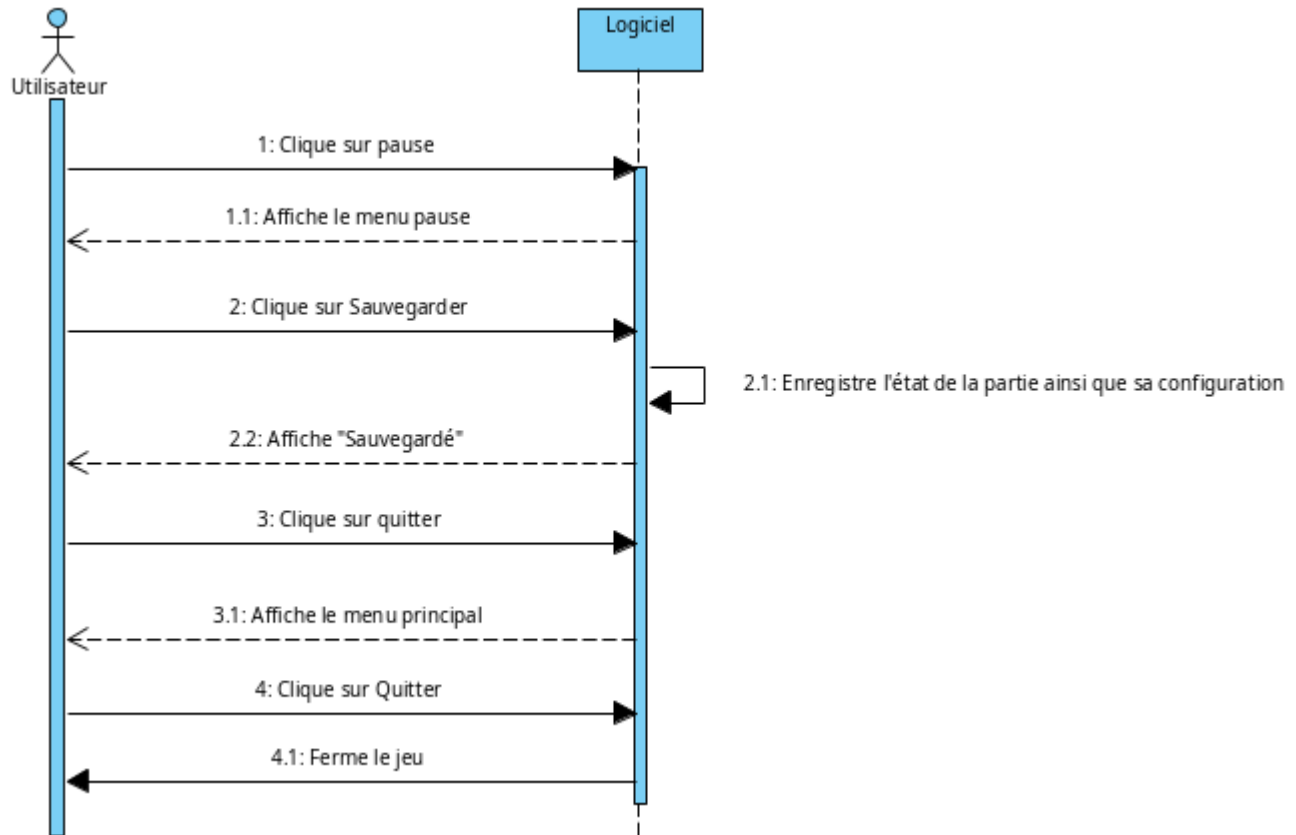 Logiciel
Utilisateur
1: Clique sur pause
1.1: Affiche le menu pause
2: Clique sur Sauvegarder
2.1: Enregistre l'état de la partie ainsi que sa configuration
2.2: Affiche "Sauvegardé"
3: Clique sur quitter
3.1: Affiche le menu principal
4: Clique sur Quitter
4.1: Ferme le jeu